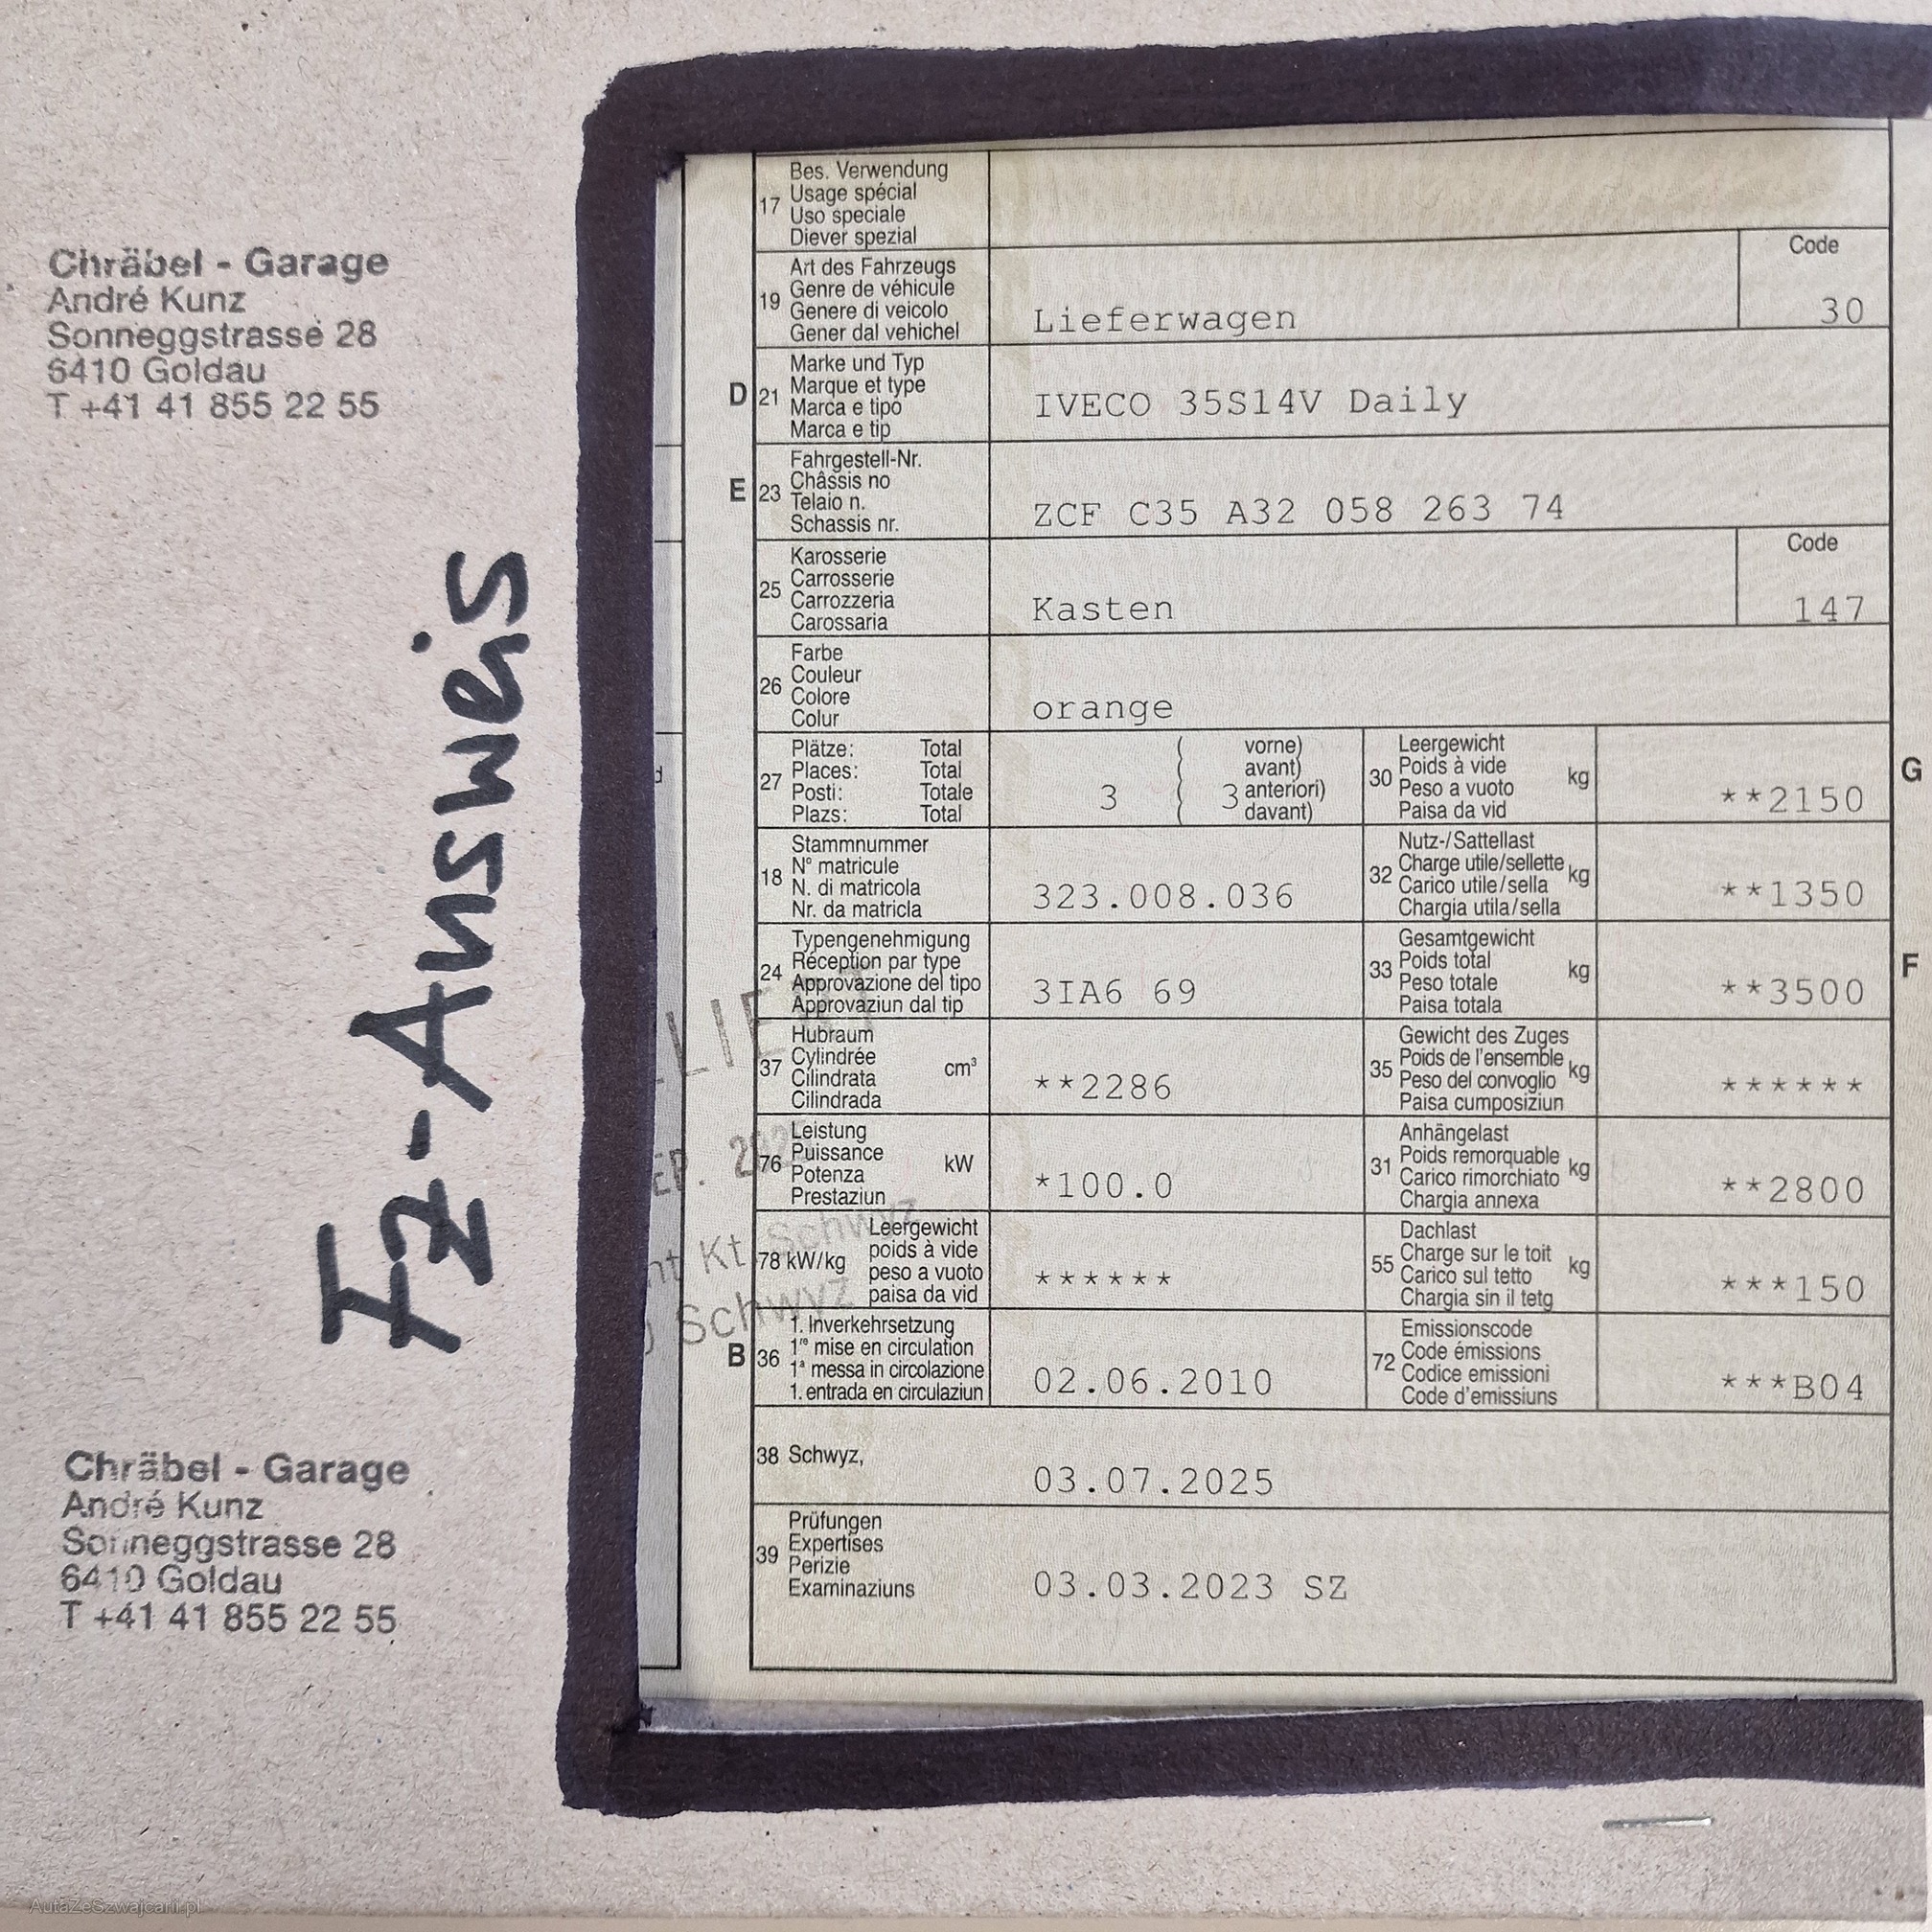 Chräbel - Garage
André Kunz
Sonneggstrasse 28
6410 Goldau
T +41 41 855 22 55
Fz-Ausweis
Chräbel - Garage
André Kunz
Sonneggstrasse 28
6410 Goldau
T +41 41 855 22 55
17 Bes. Verwendung
Usage spécial
Uso speciale
Diever spezial
19 Art des Fahrzeugs
Genre de véhicule
Genere di veicolo
Gener dal vehichel
Lieferwagen
Code
30
D 21 Marke und Typ
Marque et type
Marca e tipo
Marca e tip
IVECO 35S14V Daily
E 23 Fahrgestell-Nr.
Châssis no
Telaio n.
Schassis nr.
ZCF C35 A32 058 263 74
25 Karosserie
Carrosserie
Carrozzeria
Carossaria
Kasten
Code
147
26 Farbe
Couleur
Colore
Colur
orange
27 Plätze: Total
Places: Total
Posti: Totale
Plazs: Total
3 ( 3 vorne)
avant)
anteriori)
davant)
30 Leergewicht
Poids à vide
Peso a vuoto
Paisa da vid
kg
**2150
G
18 Stammnummer
N° matricule
N. di matricola
Nr. da matricla
323.008.036
32 Nutz-/Sattellast
Charge utile/sellette
Carico utile/sella
Chargia utila/sella
kg
**1350
24 Typengenehmigung
Réception par type
Approvazione del tipo
Approvaziun dal tip
3IA6 69
33 Gesamtgewicht
Poids total
Peso totale
Paisa totala
kg
**3500
F
37 Hubraum
Cylindrée
Cilindrata
Cilindrada
cm³
**2286
35 Gewicht des Zuges
Poids de l'ensemble
Peso del convoglio
Paisa cumposiziun
kg
******
76 Leistung
Puissance
Potenza
Prestaziun
kW
*100.0
31 Anhängelast
Poids remorquable
Carico rimorchiato
Chargia annexa
kg
**2800
78 kW/kg Leergewicht
poids à vide
peso a vuoto
paisa da vid
******
55 Dachlast
Charge sur le toit
Carico sul tetto
Chargia sin il tetg
kg
***150
B 36 1. Inverkehrsetzung
1re mise en circulation
1a messa in circolazione
1. entrada en circulaziun
02.06.2010
72 Emissionscode
Code émissions
Codice emissioni
Code d'emissiuns
***B04
38 Schwyz,
03.07.2025
39 Prüfungen
Expertises
Perizie
Examinaziuns
03.03.2023 SZ
Kt. Schwyz
Schwyz
AutaZeSzwajcarii.pl